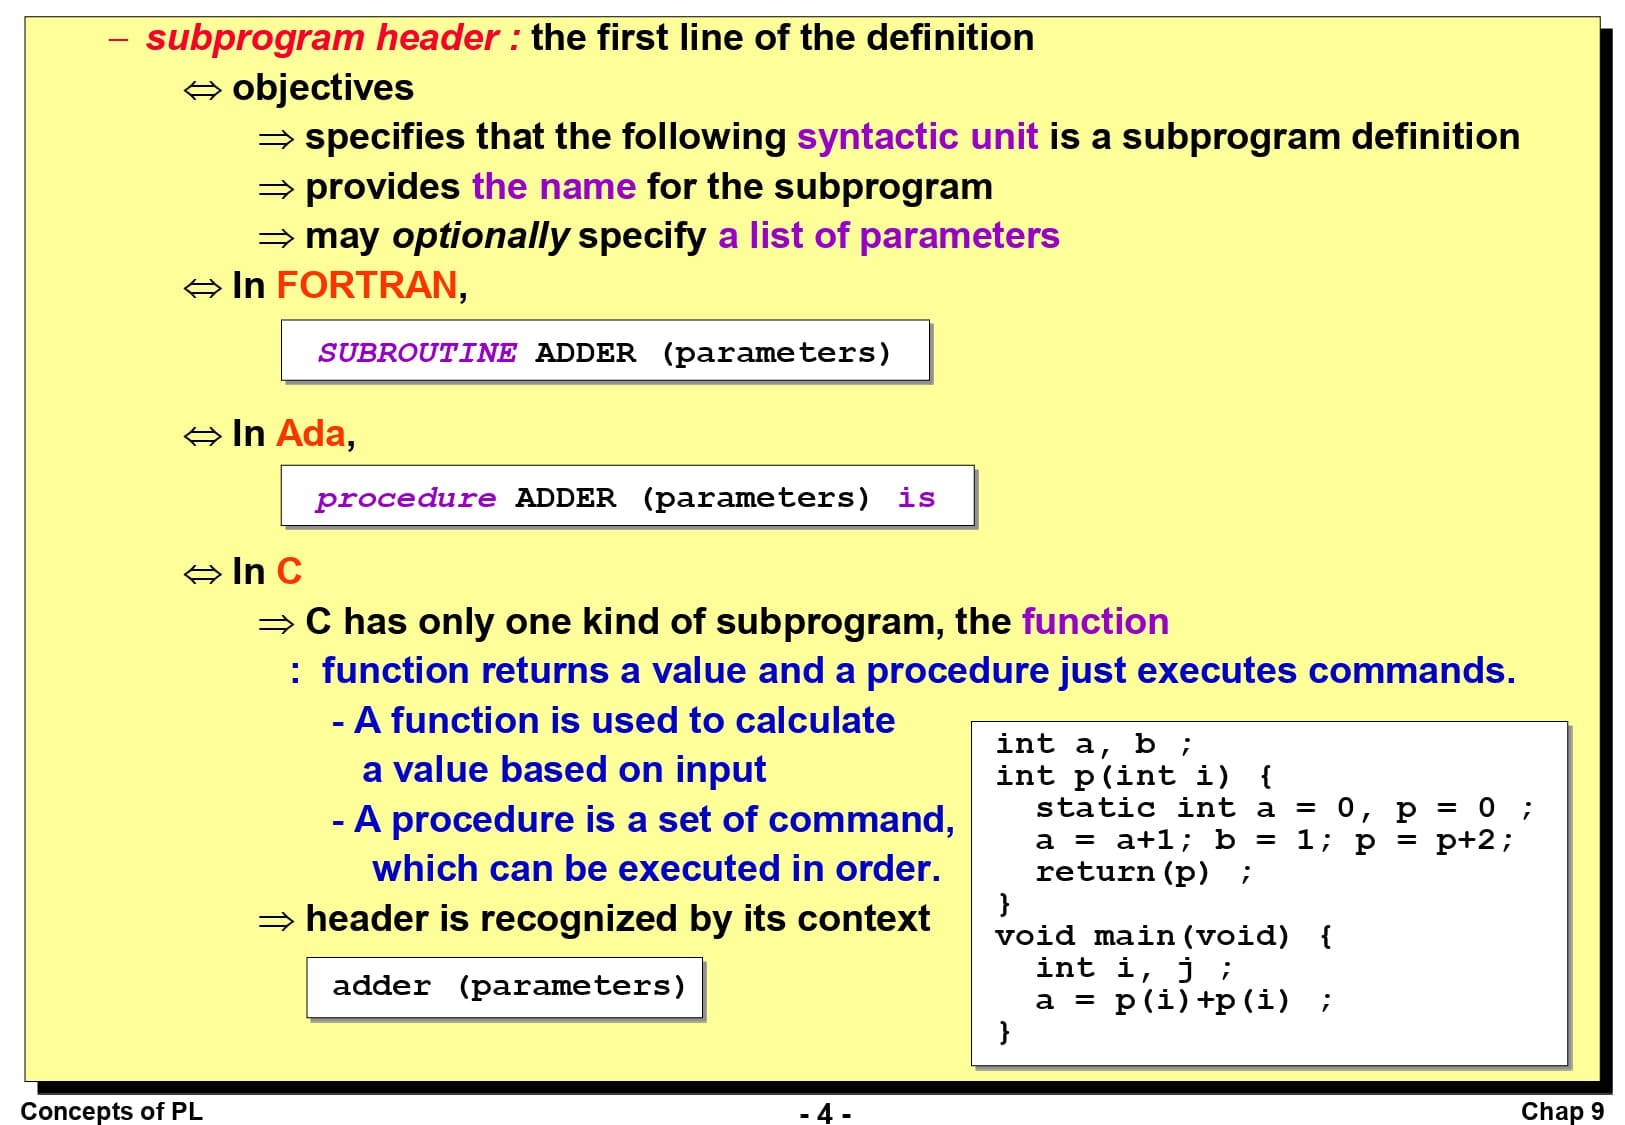 – subprogram header : the first line of the definition
⇔ objectives
⇒ specifies that the following syntactic unit is a subprogram definition
⇒ provides the name for the subprogram
⇒ may optionally specify a list of parameters
⇔ In FORTRAN,
SUBROUTINE ADDER (parameters)
⇔ In Ada,
procedure ADDER (parameters) is
⇔ In C
⇒ C has only one kind of subprogram, the function
: function returns a value and a procedure just executes commands.
- A function is used to calculate
a value based on input
- A procedure is a set of command,
which can be executed in order.
⇒ header is recognized by its context
adder (parameters)
int a, b ;
int p(int i) {
static int a = 0, p = 0 ;
a = a+1; b = 1; p = p+2;
return(p) ;
}
void main(void) {
int i, j ;
a = p(i)+p(i) ;
}
Concepts of PL
- 4 -
Chap 9